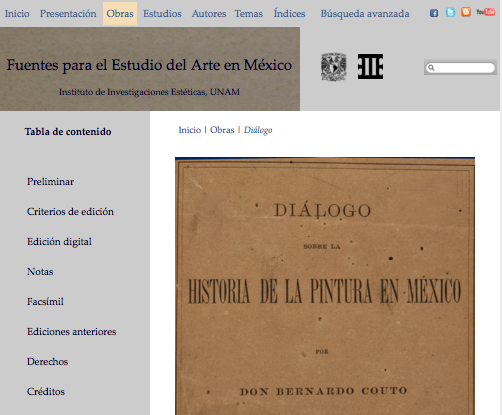 Inicio Presentación Obras Estudios Autores Temas Índices Búsqueda avanzada
Fuentes para el Estudio del Arte en México
Instituto de Investigaciones Estéticas, UNAM
Tabla de contenido
Preliminar
Criterios de edición
Edición digital
Notas
Facsímil
Ediciones anteriores
Derechos
Créditos
Inicio | Obras | Diálogo
DIÁLOGO
SOBRE LA
HISTORIA DE LA PINTURA EN MÉXICO
POR
DON BERNARDO COUTO